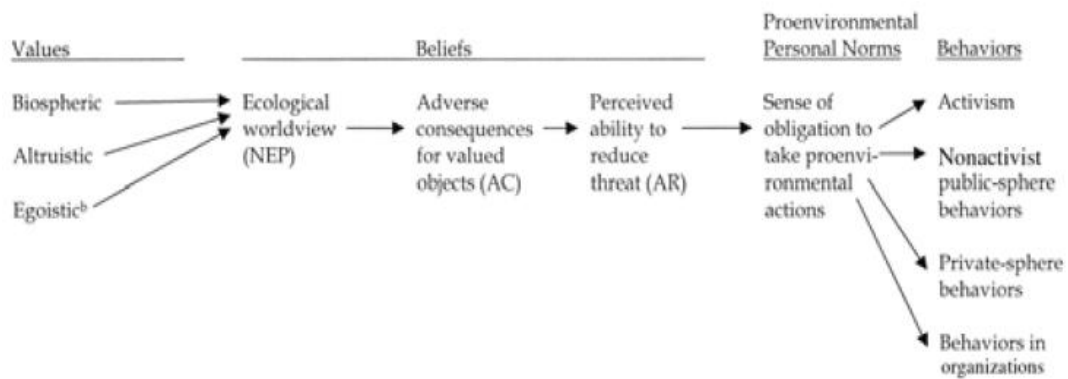 Proenvironmental
Values Beliefs Personal Norms Behaviors
Biospheric
Ecological
worldview
(NEP)
Adverse
consequences
for valued
objects (AC)
Perceived
ability to
reduce
threat (AR)
Sense of
obligation to
take proenvi-
ronmental
actions
Activism
Altruistic
Nonactivist
public-sphere
behaviors
Egoisticᵇ
Private-sphere
behaviors
Behaviors in
organizations